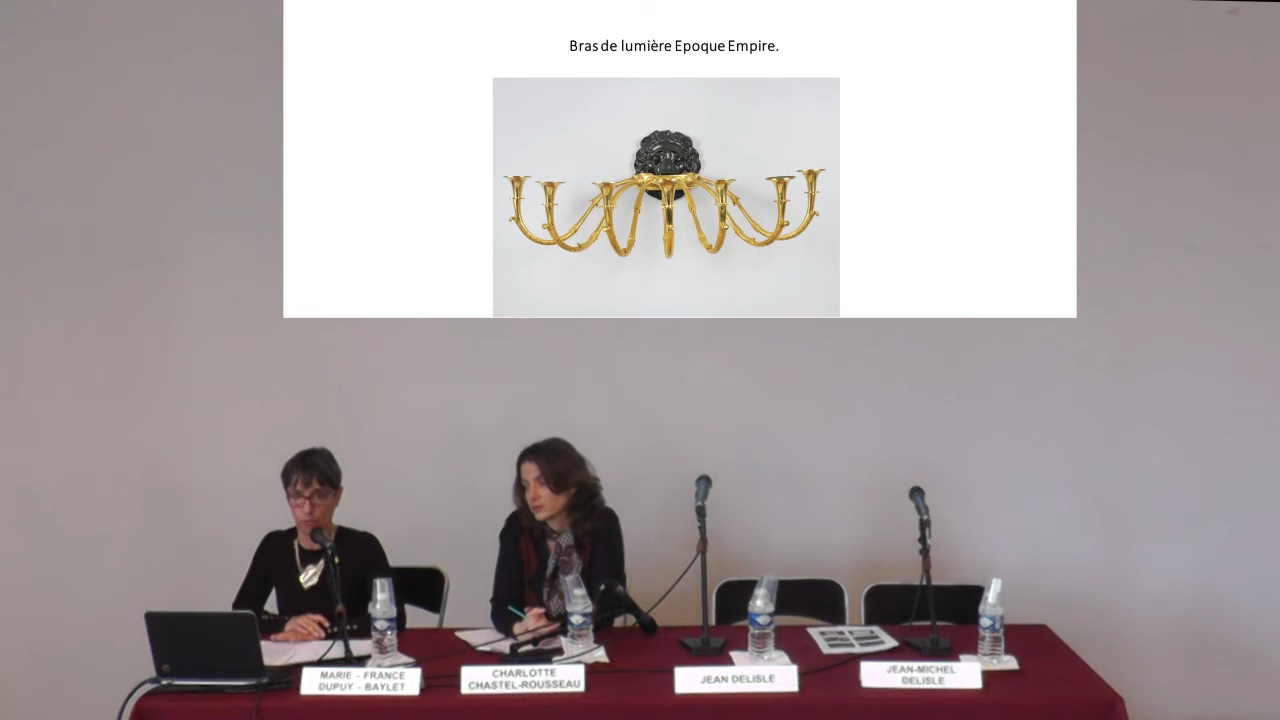 Bras de lumière Epoque Empire.
MARIE - FRANCE
DUPUY - BAYLET
CHARLOTTE
CHASTEL-ROUSSEAU
JEAN DELISLE
JEAN-MICHEL
DELISLE